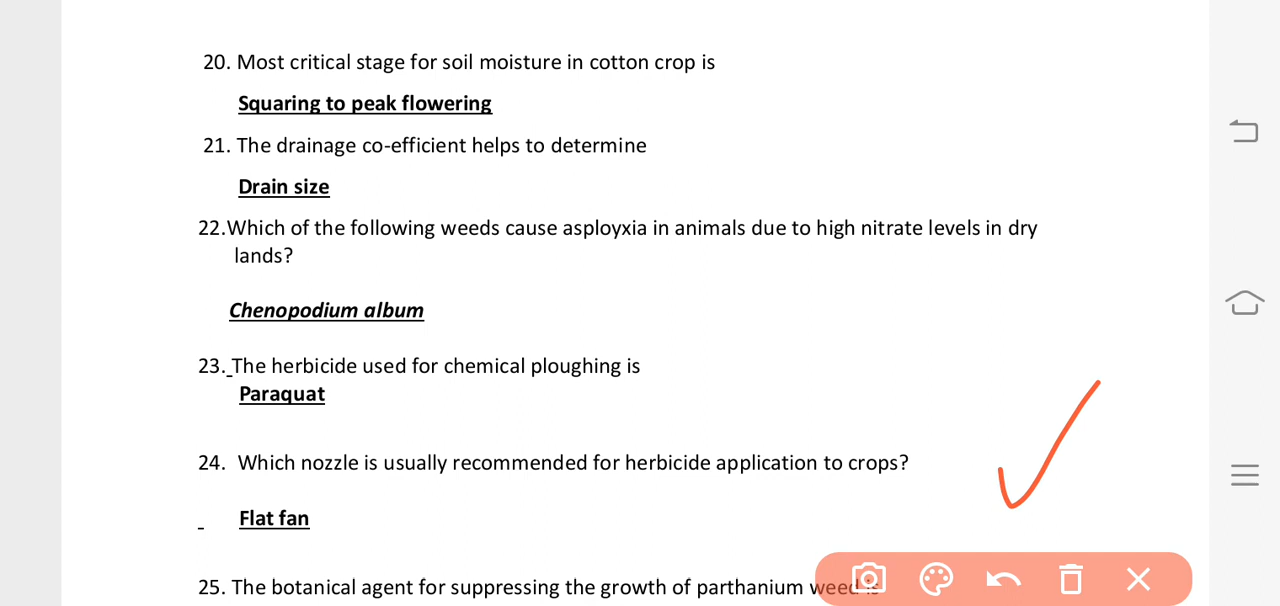 20. Most critical stage for soil moisture in cotton crop is
Squaring to peak flowering
21. The drainage co-efficient helps to determine
Drain size
22.Which of the following weeds cause asployxia in animals due to high nitrate levels in dry
lands?
Chenopodium album
23. The herbicide used for chemical ploughing is
Paraquat
24. Which nozzle is usually recommended for herbicide application to crops?
Flat fan
25. The botanical agent for suppressing the growth of parthanium weed is